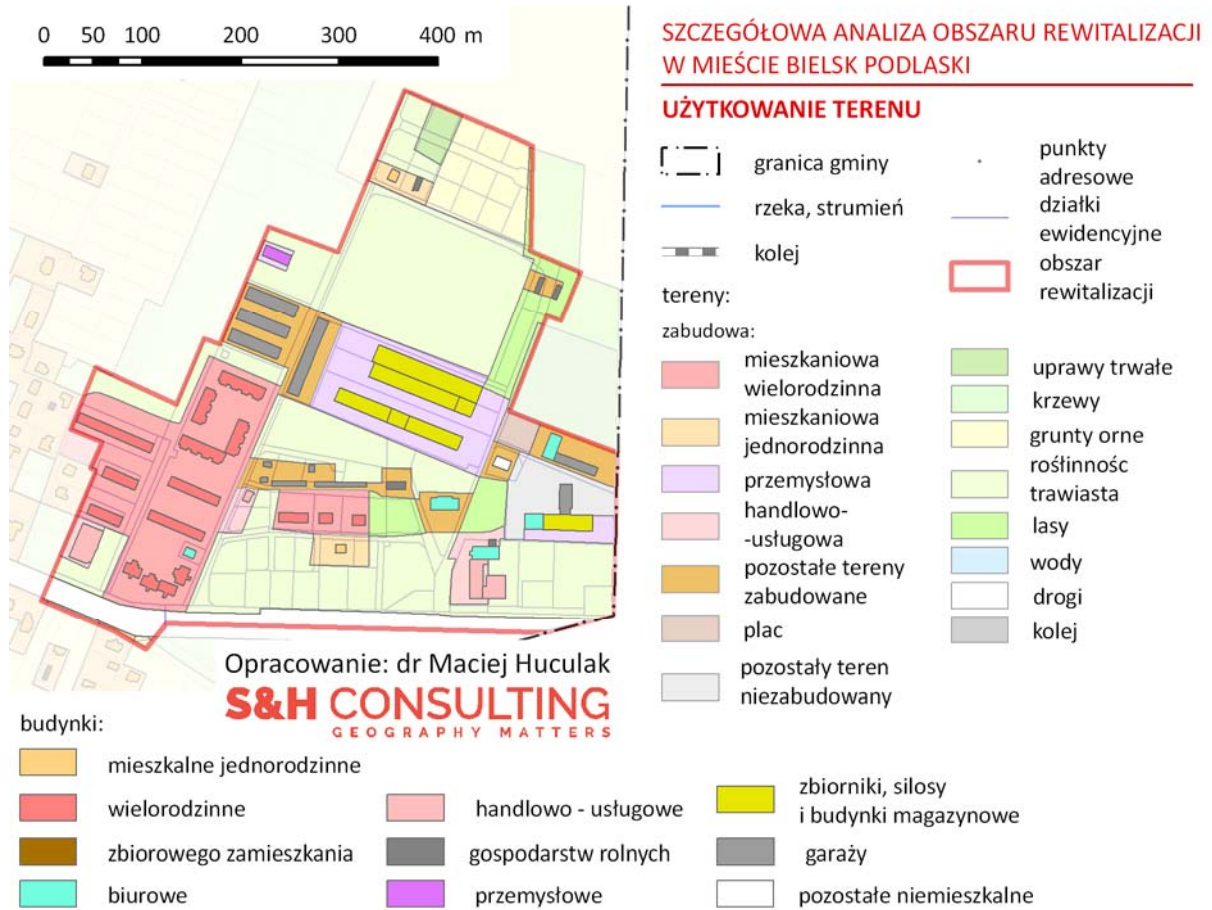 0 50 100 200 300 400 m
SZCZEGÓŁOWA ANALIZA OBSZARU REWITALIZACJI
W MIEŚCIE BIELSK PODLASKI
UŻYTKOWANIE TERENU
granica gminy
rzeka, strumień
kolej
punkty
adresowe
działki
ewidencyjne
obszar
rewitalizacji
tereny:
zabudowa:
mieszkaniowa
wielorodzinna
mieszkaniowa
jednorodzinna
przemysłowa
handlowo-
-usługowa
pozostałe tereny
zabudowane
plac
pozostały teren
niezabudowany
uprawy trwałe
krzewy
grunty orne
roślinnośc
trawiasta
lasy
wody
drogi
kolej
Opracowanie: dr Maciej Huculak
S&H CONSULTING
GEOGRAPHY MATTERS
budynki:
mieszkalne jednorodzinne
wielorodzinne
zbiorowego zamieszkania
biurowe
handlowo - usługowe
gospodarstw rolnych
przemysłowe
zbiorniki, silosy
i budynki magazynowe
garaży
pozostałe niemieszkalne